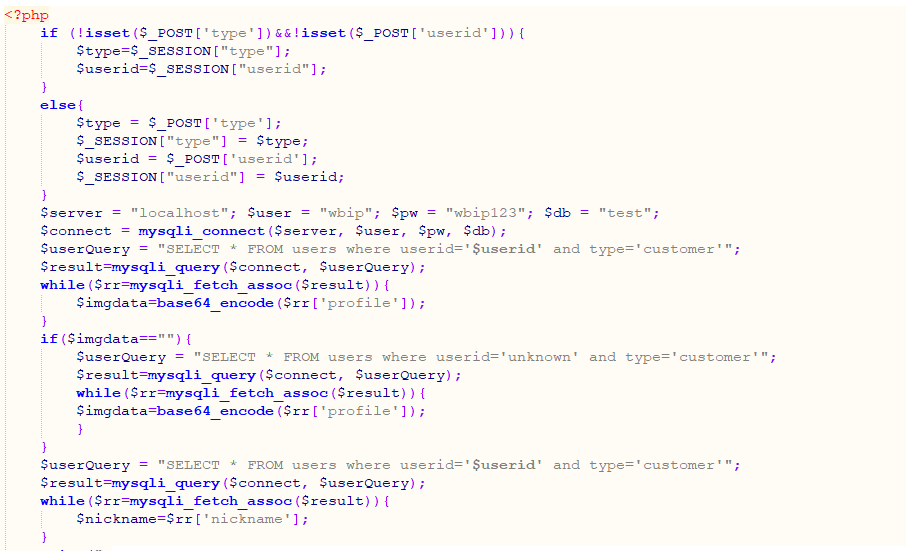 <?php
if (!isset($_POST['type'])&&!isset($_POST['userid'])){
$type=$_SESSION["type"];
$userid=$_SESSION["userid"];
}
else{
$type = $_POST['type'];
$_SESSION["type"] = $type;
$userid = $_POST['userid'];
$_SESSION["userid"] = $userid;
}
$server = "localhost"; $user = "wbip"; $pw = "wbip123"; $db = "test";
$connect = mysqli_connect($server, $user, $pw, $db);
$userQuery = "SELECT * FROM users where userid='$userid' and type='customer'";
$result=mysqli_query($connect, $userQuery);
while($rr=mysqli_fetch_assoc($result)){
$imgdata=base64_encode($rr['profile']);
}
if($imgdata==""){
$userQuery = "SELECT * FROM users where userid='unknown' and type='customer'";
$result=mysqli_query($connect, $userQuery);
while($rr=mysqli_fetch_assoc($result)){
$imgdata=base64_encode($rr['profile']);
}
}
$userQuery = "SELECT * FROM users where userid='$userid' and type='customer'";
$result=mysqli_query($connect, $userQuery);
while($rr=mysqli_fetch_assoc($result)){
$nickname=$rr['nickname'];
}